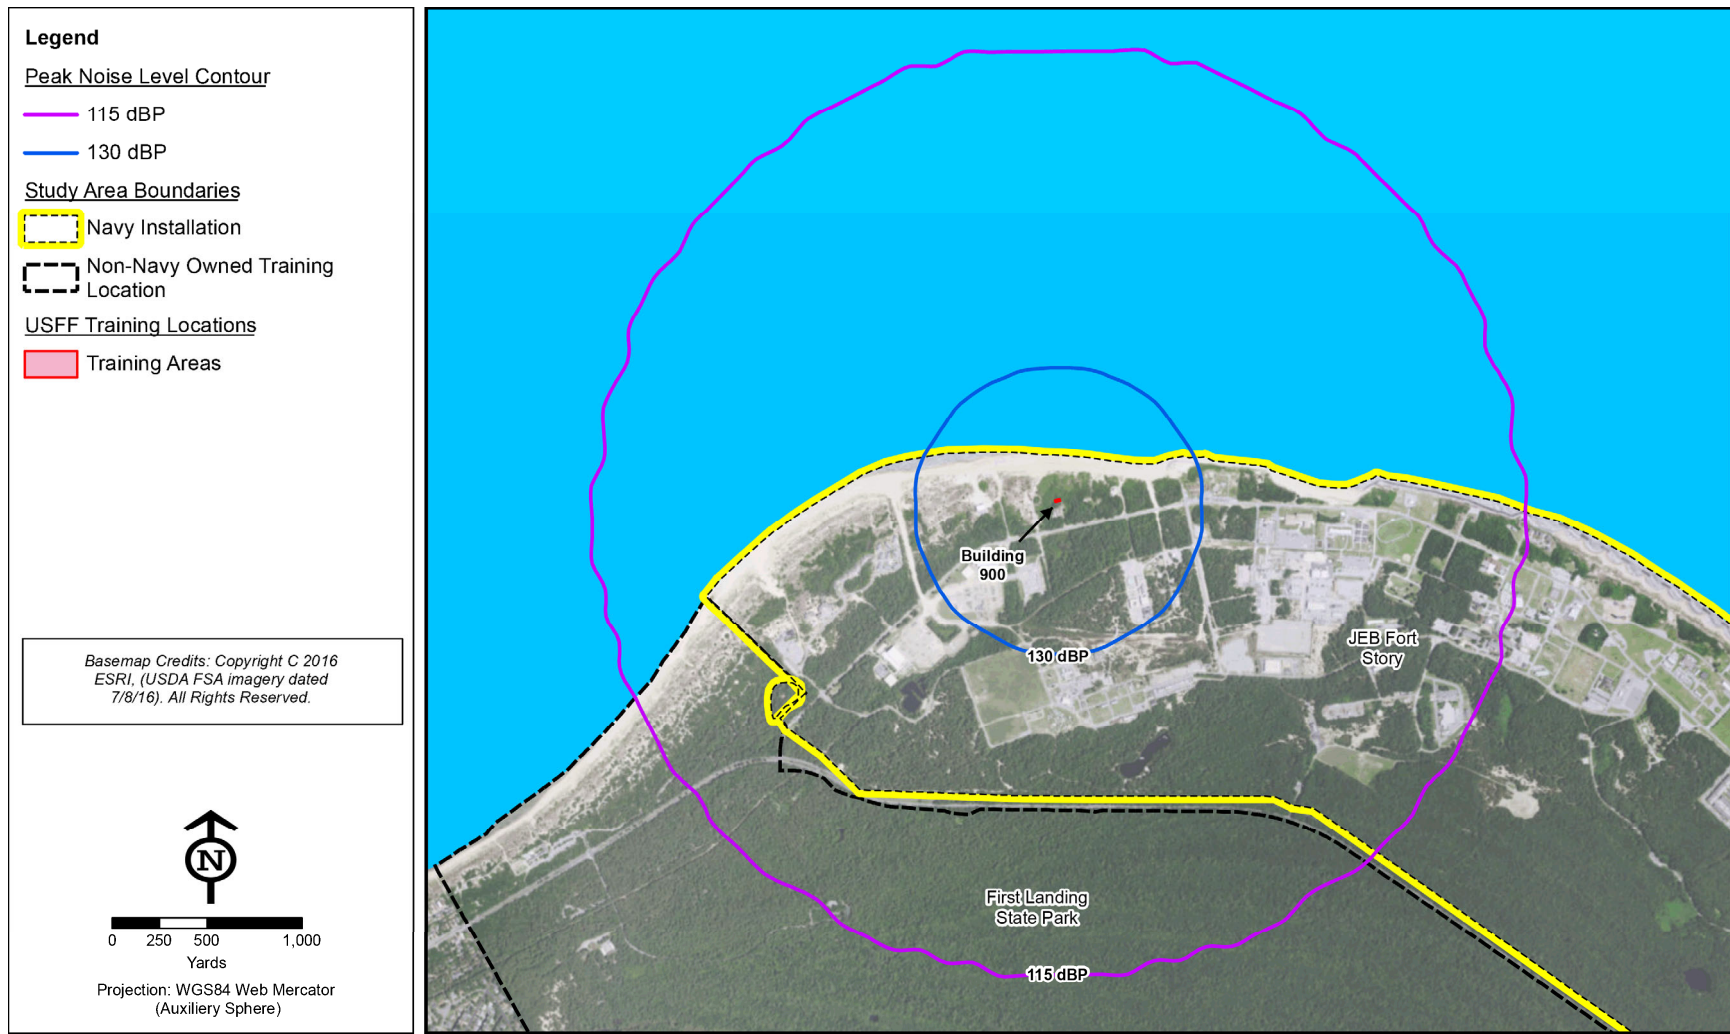 Legend
Peak Noise Level Contour
115 dBP
130 dBP
Study Area Boundaries
Navy Installation
Non-Navy Owned Training
Location
USFF Training Locations
Training Areas
Basemap Credits: Copyright C 2016
ESRI, (USDA FSA imagery dated
7/8/16). All Rights Reserved.
N
0 250 500 1,000
Yards
Projection: WGS84 Web Mercator
(Auxiliery Sphere)
Building
900
130 dBP
JEB Fort
Story
First Landing
State Park
115 dBP